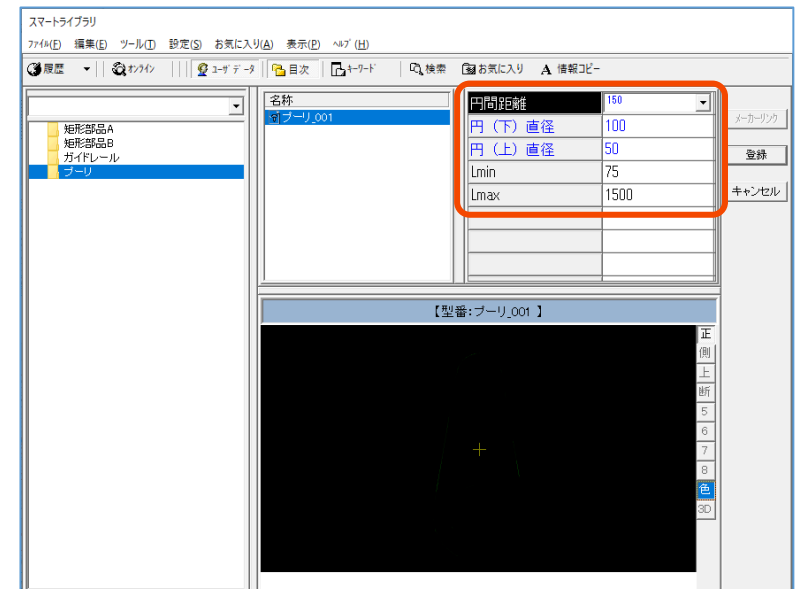 スマートライブラリ
ファイル(F) 編集(E) ツール(T) 設定(S) お気に入り(A) 表示(P) ヘルプ(H)
履歴 オンライン ユーザデータ 目次 キーワード 検索 お気に入り A 情報コピー
矩形部品A
矩形部品B
ガイドレール
プーリ
名称
プーリ_001
円間距離 150
円（下）直径 100
円（上）直径 50
Lmin 75
Lmax 1500
メーカーリンク
登録
キャンセル
【型番:プーリ_001 】
正
側
上
断
5
6
7
8
色
3D